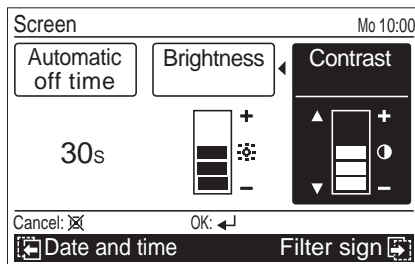 Screen Mo 10:00
Automatic off time
Brightness
Contrast
+ +
30s
− −
Cancel: OK:
Date and time Filter sign